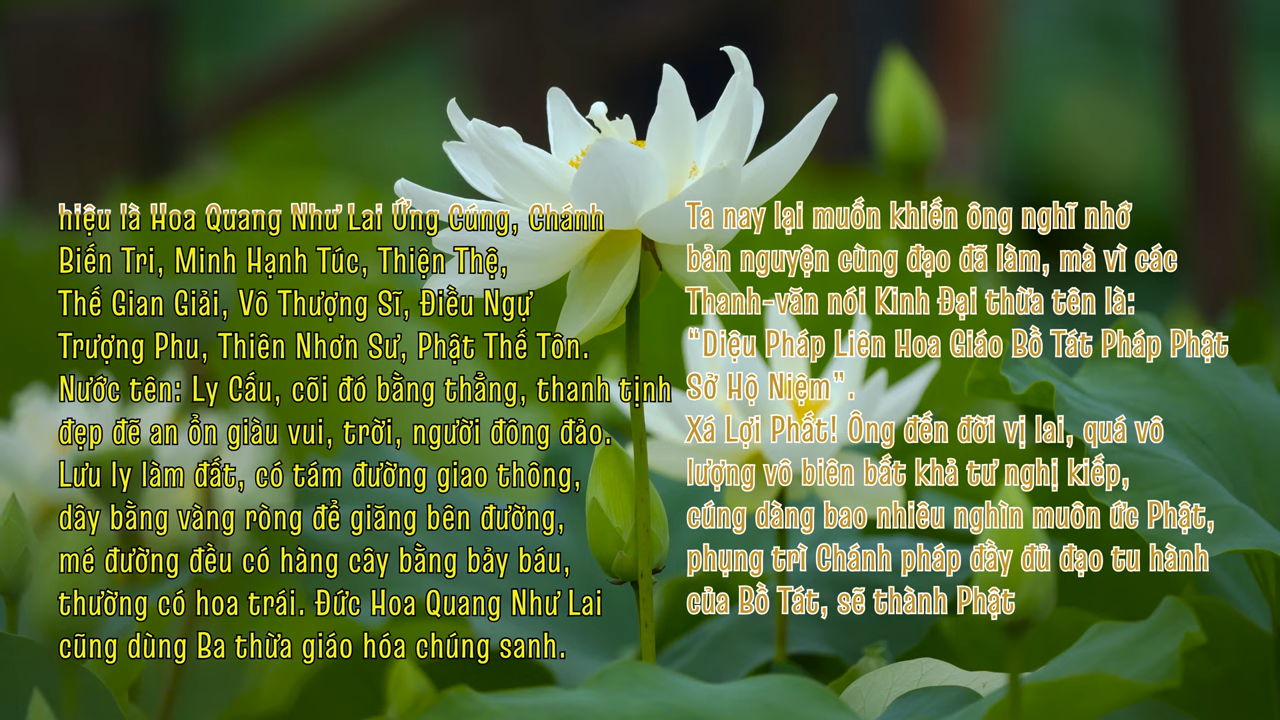 hiệu là Hoa Quang Như Lai Ứng Cúng, Chánh
Biến Tri, Minh Hạnh Túc, Thiện Thệ,
Thế Gian Giải, Vô Thượng Sĩ, Điều Ngự
Trượng Phu, Thiên Nhơn Sư, Phật Thế Tôn.
Nước tên: Ly Cấu, cõi đó bằng thẳng, thanh tịnh
đẹp đẽ an ổn giàu vui, trời, người đông đảo.
Lưu ly làm đất, có tám đường giao thông,
dây bằng vàng ròng để giăng bên đường,
mé đường đều có hàng cây bằng bảy báu,
thường có hoa trái. Đức Hoa Quang Như Lai
cũng dùng Ba thừa giáo hóa chúng sanh.
Ta nay lại muốn khiến ông nghĩ nhớ
bản nguyện cùng đạo đã làm, mà vì các
Thanh-văn nói Kinh Đại thừa tên là:
“Diệu Pháp Liên Hoa Giáo Bồ Tát Pháp Phật
Sở Hộ Niệm”.
Xá Lợi Phất! Ông đến đời vị lai, quá vô
lượng vô biên bất khả tư nghị kiếp,
cúng dàng bao nhiêu nghìn muôn ức Phật,
phụng trì Chánh pháp đầy đủ đạo tu hành
của Bồ Tát, sẽ thành Phật